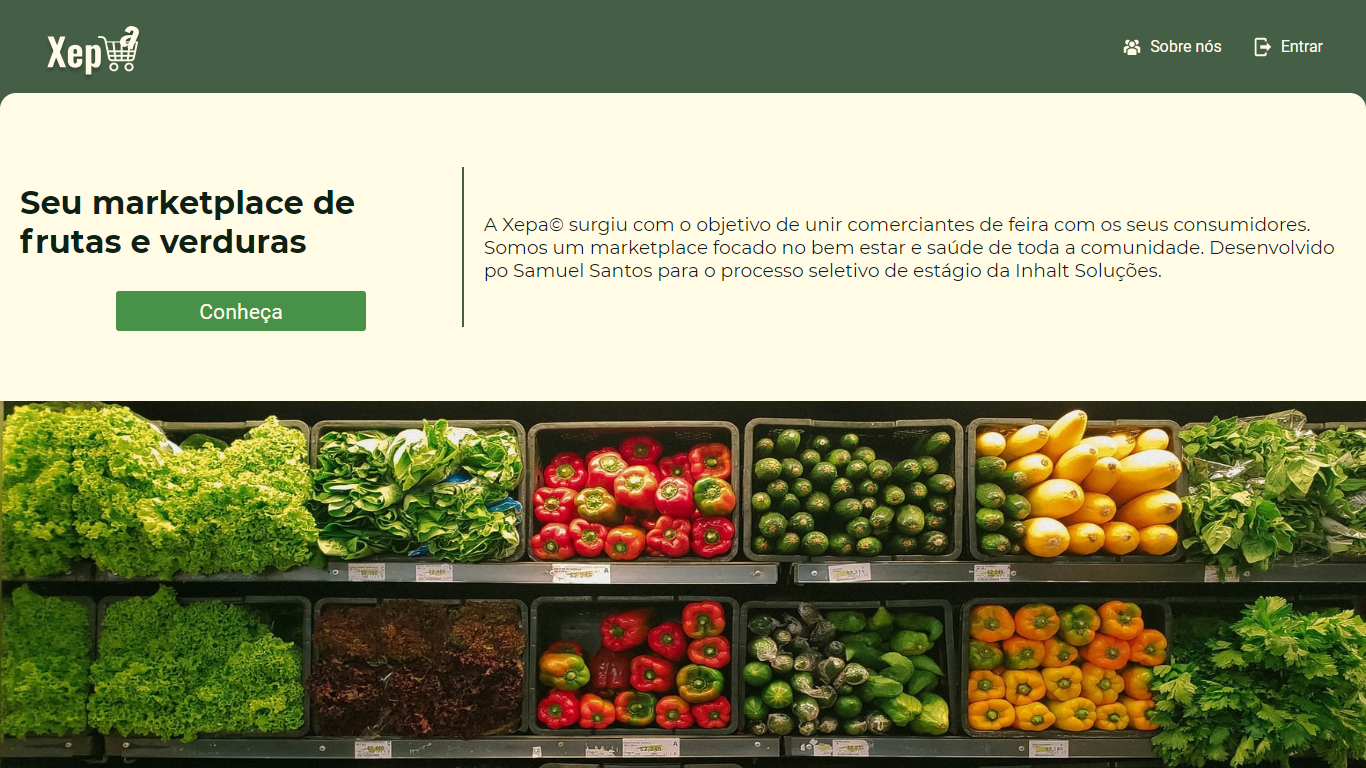 Xepa
Sobre nós
Entrar
Seu marketplace de
frutas e verduras
Conheça
A Xepa© surgiu com o objetivo de unir comerciantes de feira com os seus consumidores.
Somos um marketplace focado no bem estar e saúde de toda a comunidade. Desenvolvido
po Samuel Santos para o processo seletivo de estágio da Inhalt Soluções.